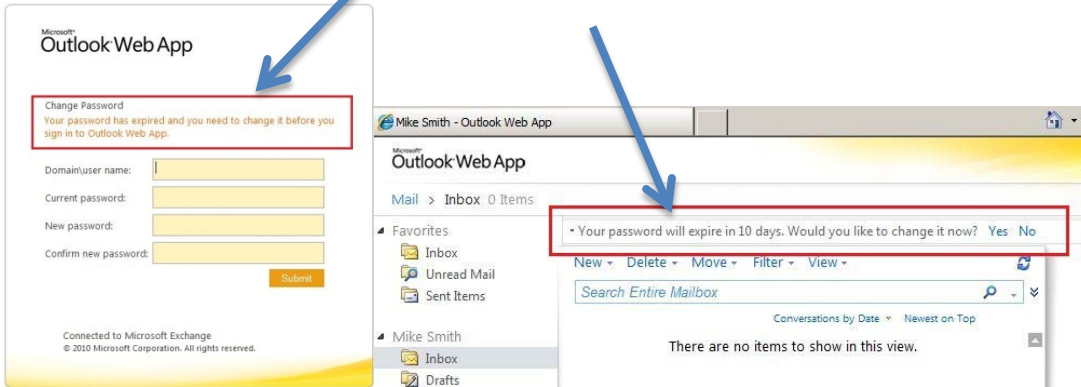 Microsoft®
Outlook Web App
Change Password
Your password has expired and you need to change it before you
sign in to Outlook Web App.
Domain\user name:
Current password:
New password:
Confirm new password:
Submit
Connected to Microsoft Exchange
© 2010 Microsoft Corporation. All rights reserved.
Mike Smith - Outlook Web App
Microsoft®
Outlook Web App
Mail > Inbox 0 Items
Favorites
Inbox
Unread Mail
Sent Items
Mike Smith
Inbox
Drafts
Your password will expire in 10 days. Would you like to change it now? Yes No
New Delete Move Filter View
Search Entire Mailbox
Conversations by Date Newest on Top
There are no items to show in this view.